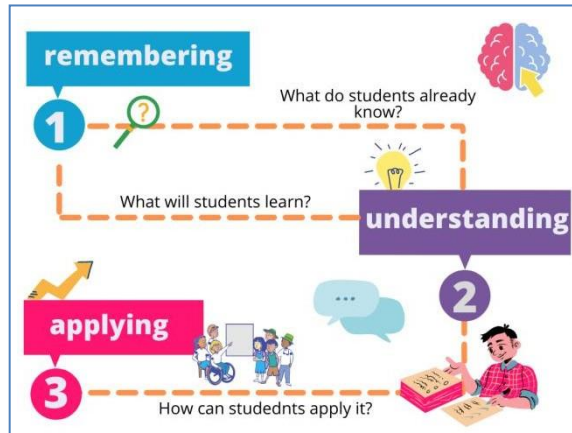 remembering
1
?
What do students already
know?
What will students learn?
understanding
2
...
applying
3
How can studednts apply it?